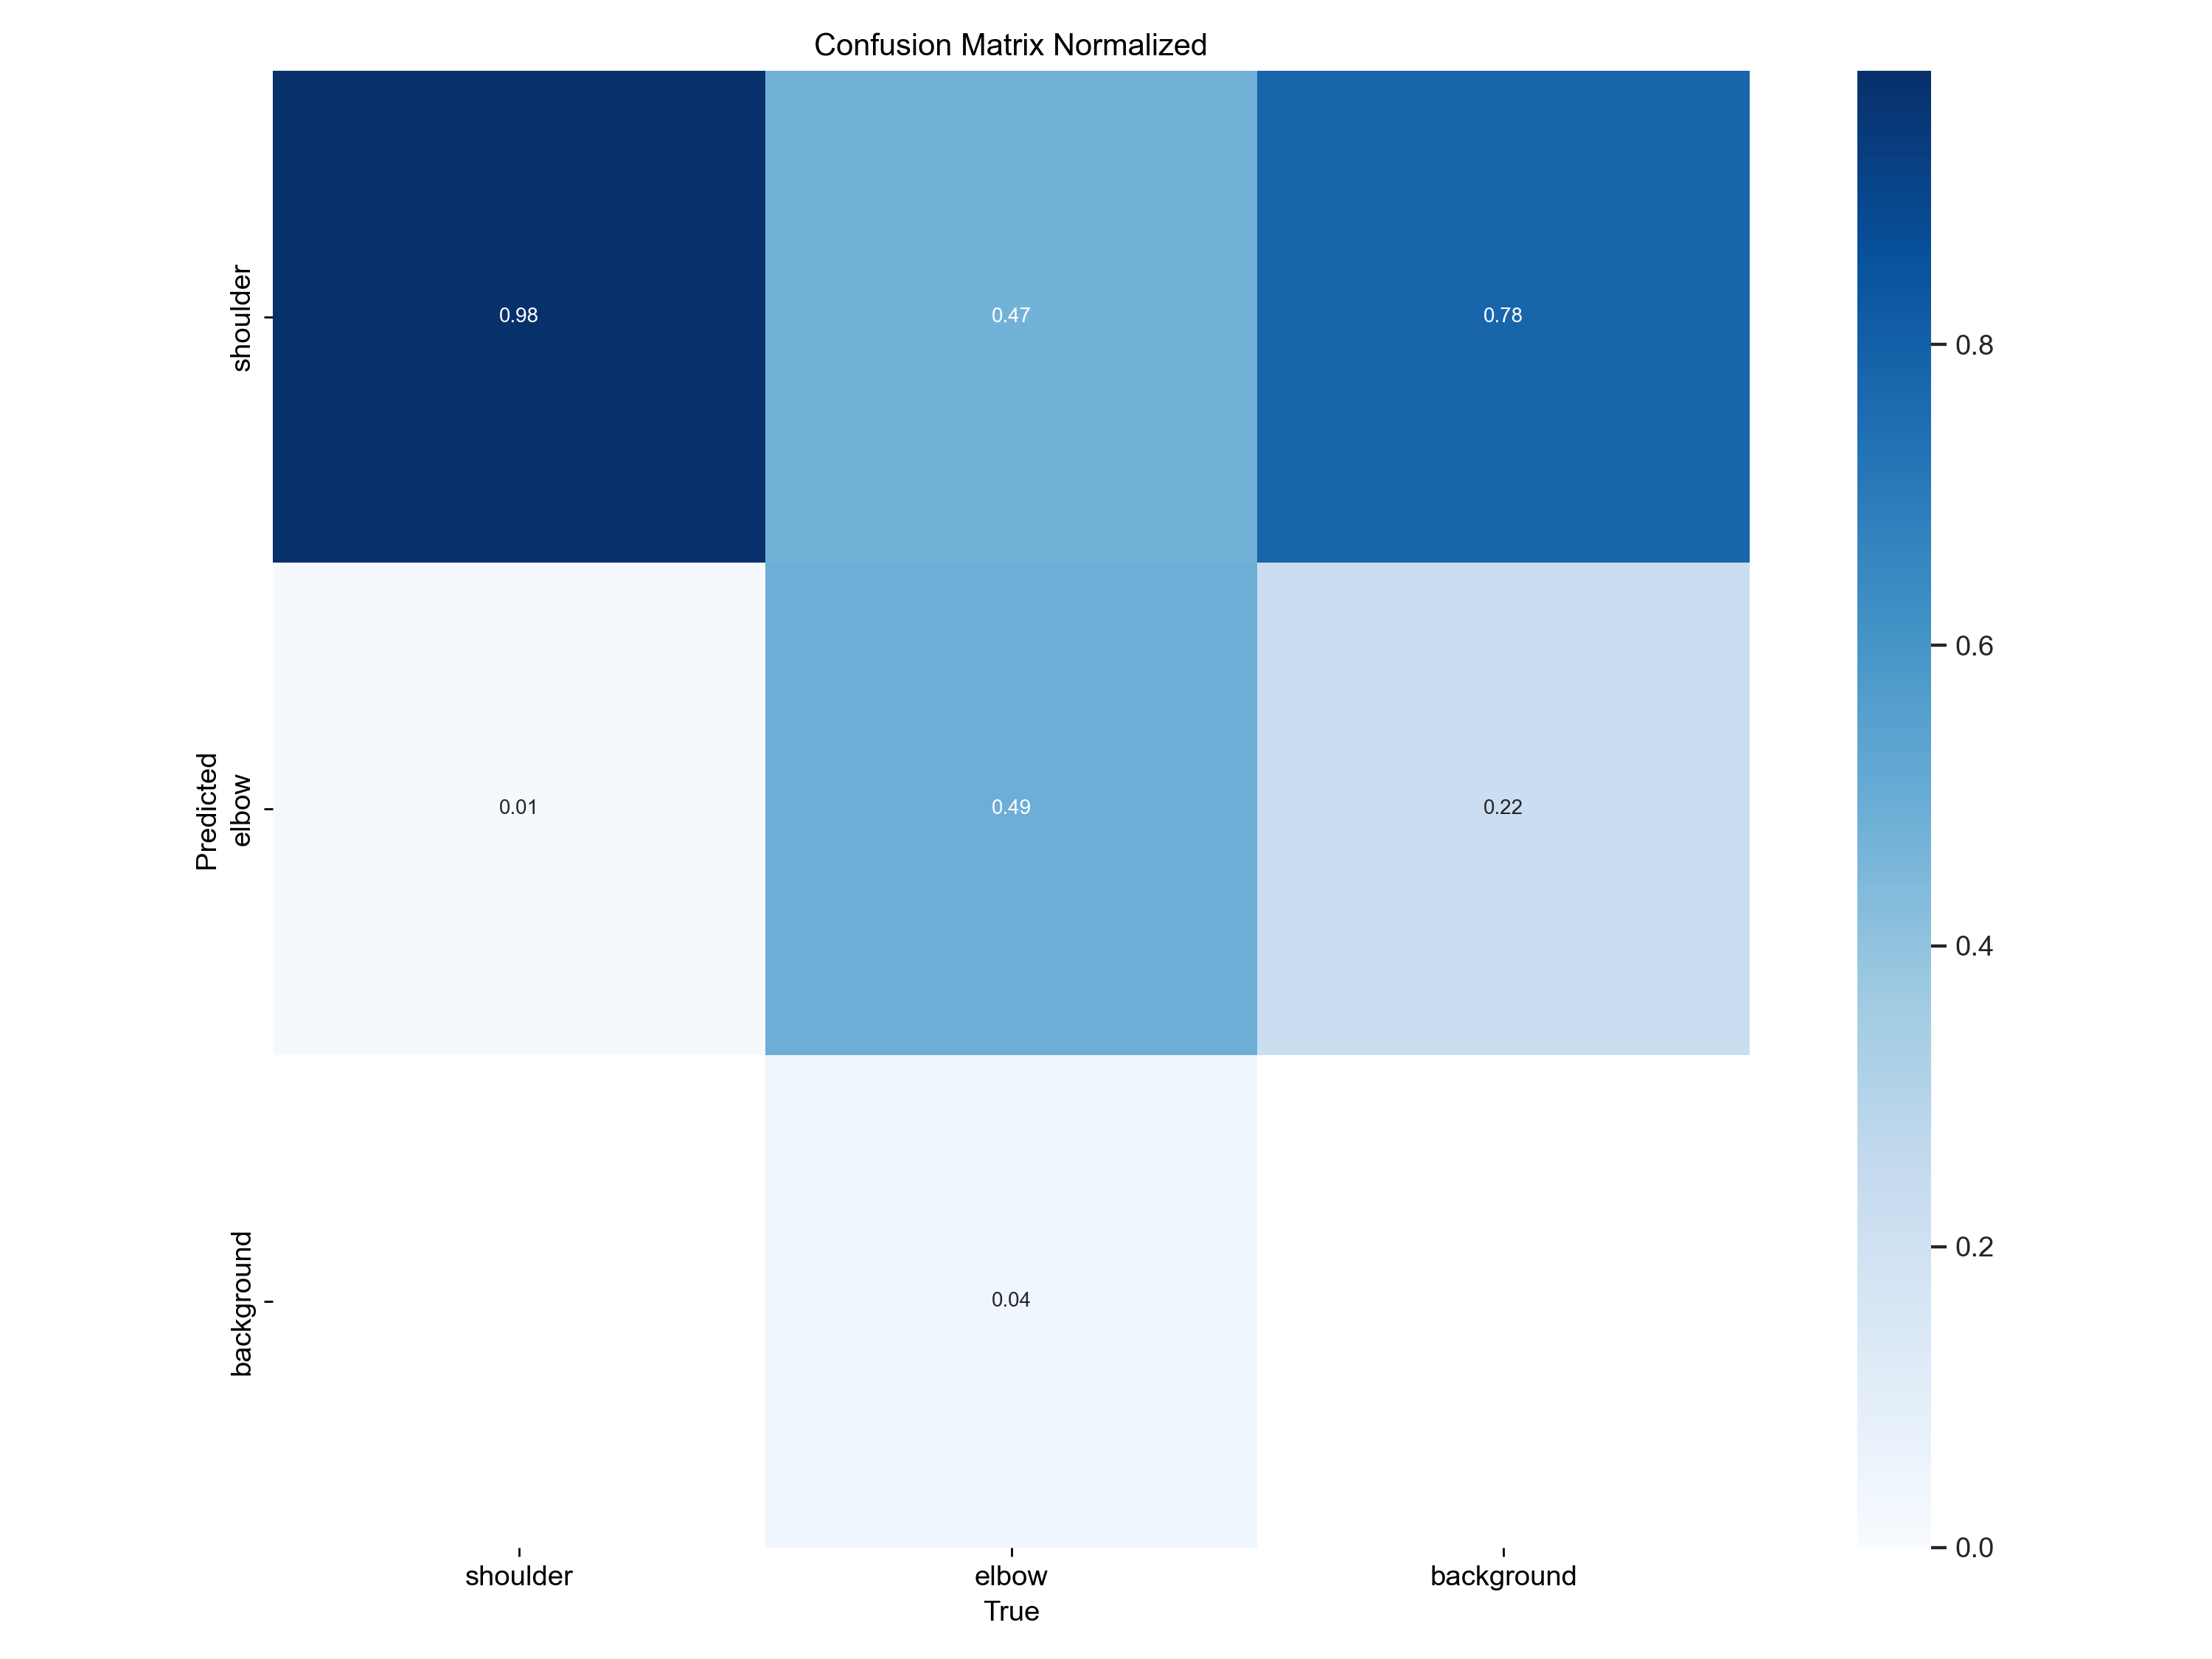 Confusion Matrix Normalized
shoulder
0.98
0.47
0.78
0.8
0.6
Predicted
elbow
0.01
0.49
0.22
0.4
0.2
background
0.04
0.0
shoulder
elbow
background
True